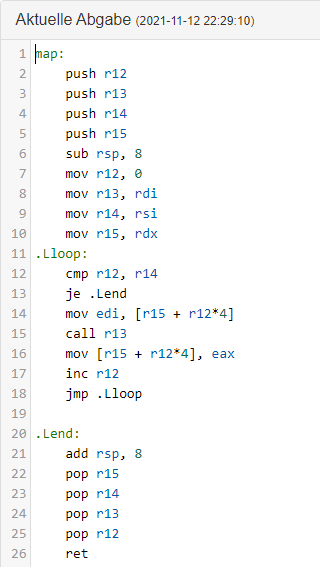 Aktuelle Abgabe (2021-11-12 22:29:10)
1 map:
2     push r12
3     push r13
4     push r14
5     push r15
6     sub rsp, 8
7     mov r12, 0
8     mov r13, rdi
9     mov r14, rsi
10     mov r15, rdx
11 .Lloop:
12     cmp r12, r14
13     je .Lend
14     mov edi, [r15 + r12*4]
15     call r13
16     mov [r15 + r12*4], eax
17     inc r12
18     jmp .Lloop
19
20 .Lend:
21     add rsp, 8
22     pop r15
23     pop r14
24     pop r13
25     pop r12
26     ret